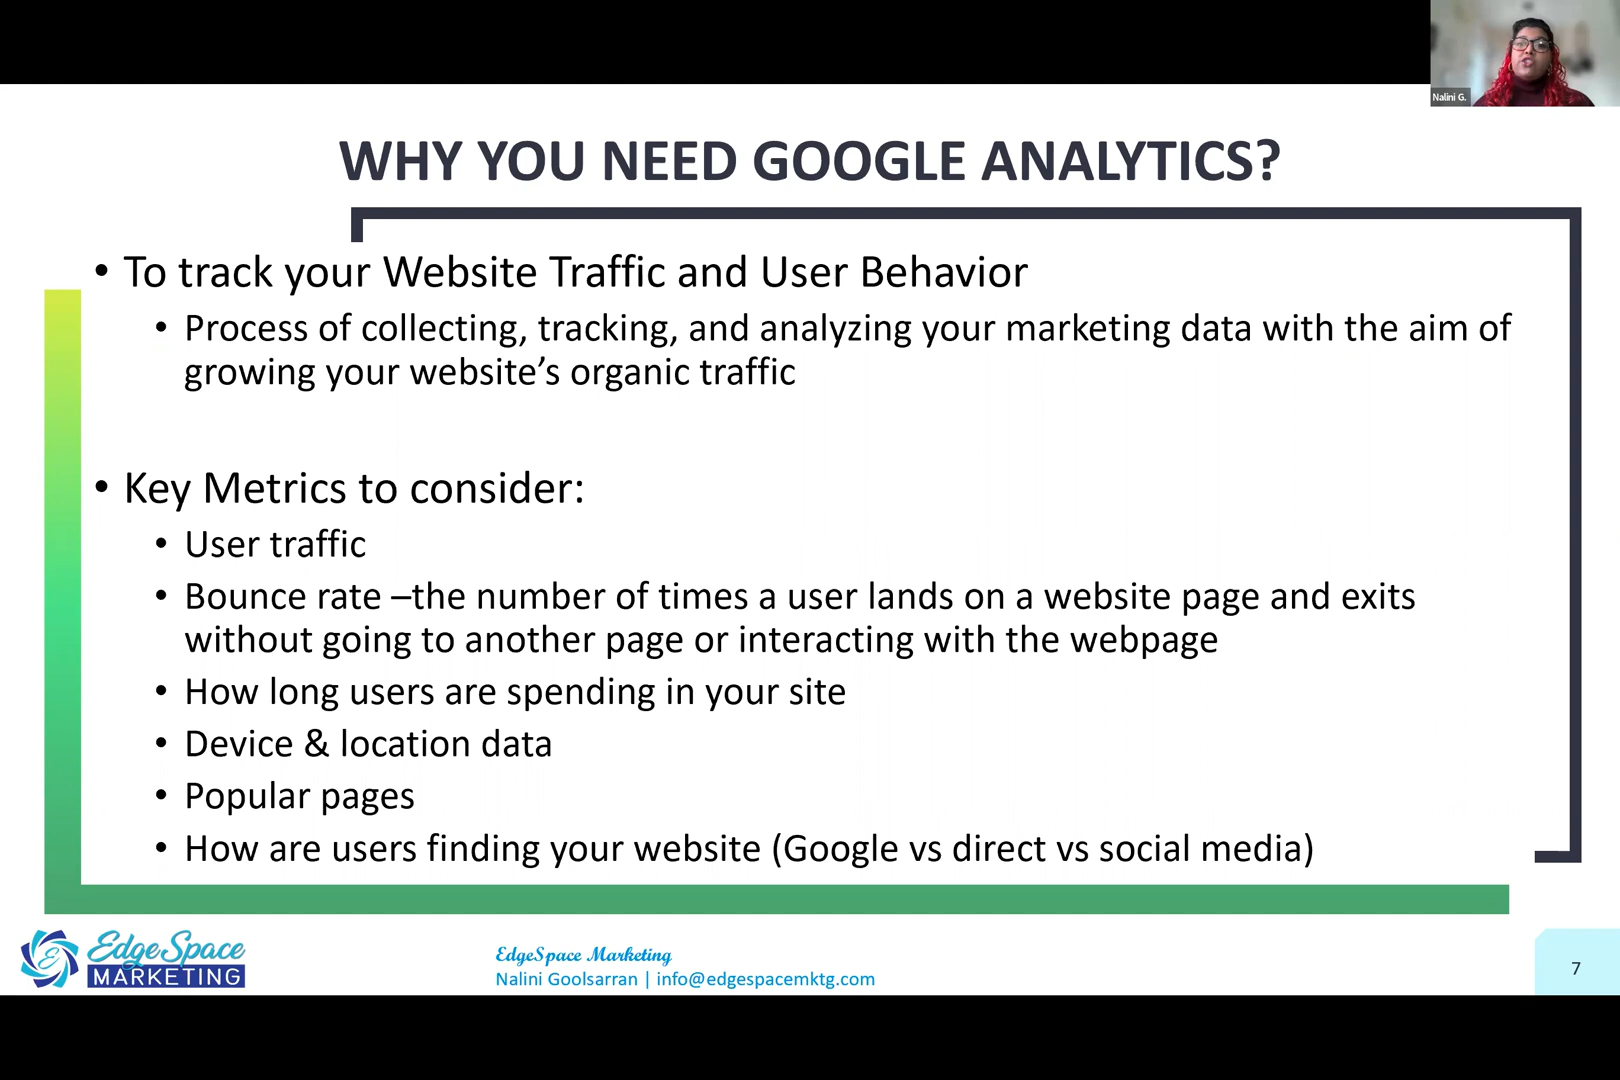 Nalini G.
WHY YOU NEED GOOGLE ANALYTICS?
• To track your Website Traffic and User Behavior
• Process of collecting, tracking, and analyzing your marketing data with the aim of
growing your website’s organic traffic
• Key Metrics to consider:
• User traffic
• Bounce rate –the number of times a user lands on a website page and exits
without going to another page or interacting with the webpage
• How long users are spending in your site
• Device & location data
• Popular pages
• How are users finding your website (Google vs direct vs social media)
EdgeSpace
MARKETING
EdgeSpace Marketing
Nalini Goolsarran | info@edgespacemktg.com
7